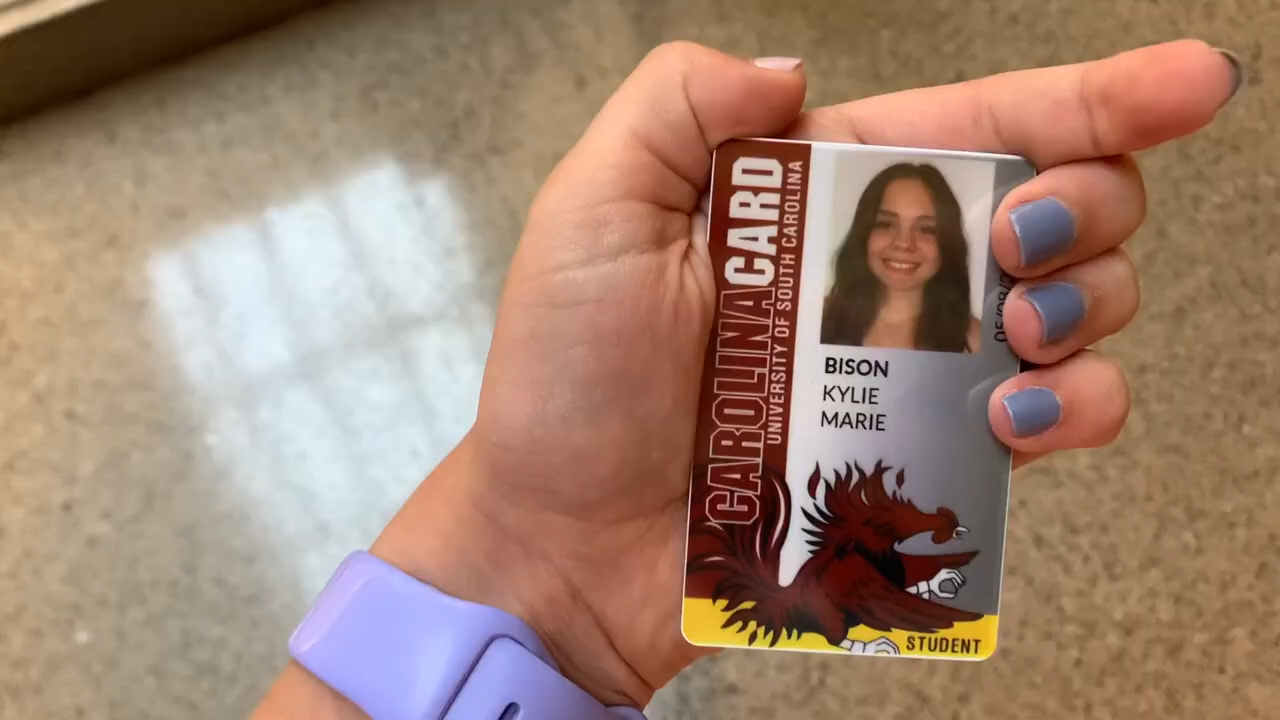 CAROLINACARD
UNIVERSITY OF SOUTH CAROLINA
BISON
KYLIE
MARIE
STUDENT